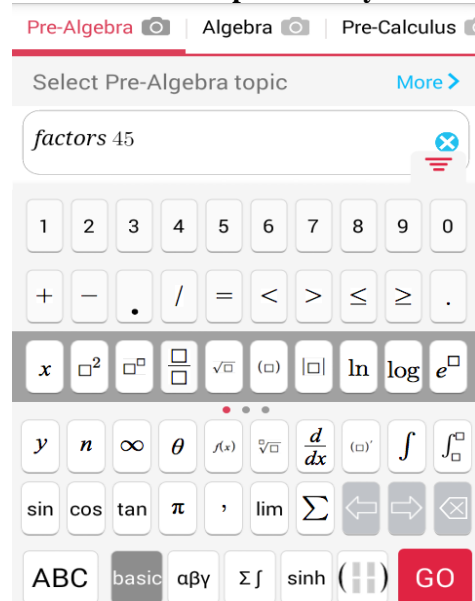 Pre-Algebra Algebra Pre-Calculus
Select Pre-Algebra topic More >
factors 45
1 2 3 4 5 6 7 8 9 0
+ − . / = < > ≤ ≥ .
x □² □^□ □/□ √□ (□) |□| ln log e^□
y n ∞ θ f(x) □√□ d/dx (□)′ ∫ ∫_□^□
sin cos tan π , lim Σ
ABC basic αβγ Σ∫ sinh (□) GO